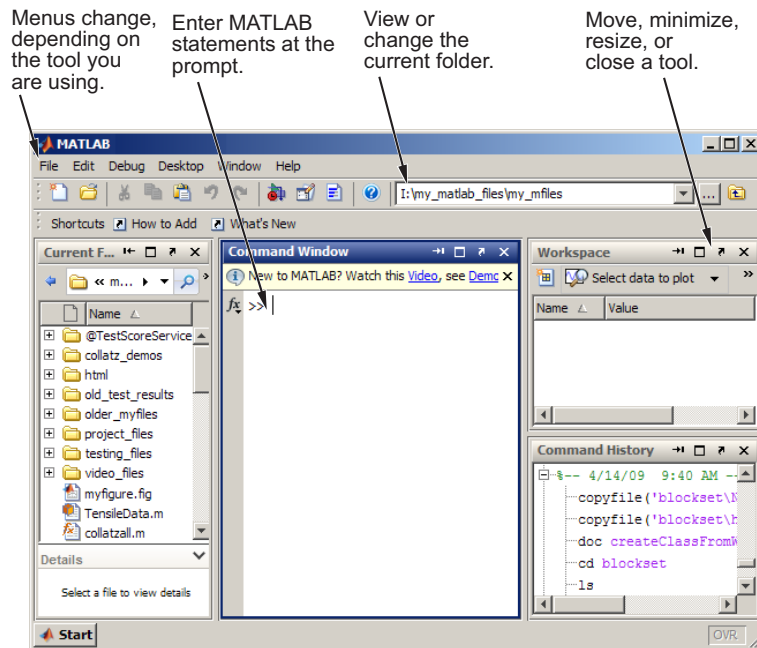 Menus change,
depending on
the tool you
are using.
Enter MATLAB
statements at the
prompt.
View or
change the
current folder.
Move, minimize,
resize, or
close a tool.
MATLAB
File Edit Debug Desktop Window Help
I:\my_matlab_files\my_mfiles
Shortcuts How to Add What's New
Current F...
« m...
Name
@TestScoreService
collatz_demos
html
old_test_results
older_myfiles
project_files
testing_files
video_files
myfigure.fig
TensileData.m
collatzall.m
Details
Select a file to view details
Command Window
New to MATLAB? Watch this Video, see Demo
fx >>
Workspace
Select data to plot »
Name Value
Command History
%-- 4/14/09 9:40 AM --
copyfile('blockset\
copyfile('blockset\h
doc createClassFrom
cd blockset
ls
Start
OVR